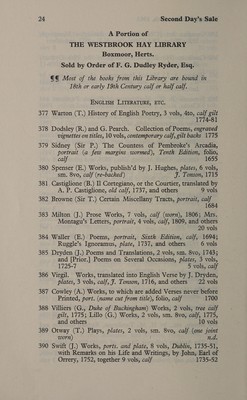 24 Second Day's Sale
A Portion of
THE WESTBROOK HAY LIBRARY
Boxmoor, Herts.
Sold by Order of F. G. Dudley Ryder, Esq.
¶¶ Most of the books from this Library are bound in
18th or early 19th Century calf or half calf.
ENGLISH LITERATURE, ETC.
377 Warton (T.) History of English Poetry, 3 vols, 4to, calf gilt
1774-81
378 Dodsley (R.) and G. Pearch. Collection of Poems, engraved
vignettes on titles, 10 vols, contemporary calf, gilt backs 1775
379 Sidney (Sir P.) The Countess of Pembroke's Arcadia,
portrait (a few margins wormed), Tenth Edition, folio,
calf 1655
380 Spenser (E.) Works, publish'd by J. Hughes, plates, 6 vols,
sm. 8vo, calf (re-backed) J. Tonson, 1715
381 Castiglione (B.) Il Cortegiano, or the Courtier, translated by
A. P. Castiglione, old calf, 1737, and others 9 vols
382 Browne (Sir T.) Certain Miscellany Tracts, portrait, calf
1684
383 Milton (J.) Prose Works, 7 vols, calf (worn), 1806; Mrs.
Montagu's Letters, portrait, 4 vols, calf, 1809, and others
20 vols
384 Waller (E.) Poems, portrait, Sixth Edition, calf, 1694;
Ruggle's Ignoramus, plate, 1737, and others 6 vols
385 Dryden (J.) Poems and Translations, 2 vols, sm. 8vo, 1743;
and [Prior.] Poems on Several Occasions, plates, 3 vols,
1725-7 5 vols, calf
386 Virgil. Works, translated into English Verse by J. Dryden,
plates, 3 vols, calf, J. Tonson, 1716, and others 22 vols
387 Cowley (A.) Works, to which are added Verses never before
Printed, port. (name cut from title), folio, calf 1700
388 Villiers (G., Duke of Buckingham) Works, 2 vols, tree calf
gilt, 1775; Lillo (G.) Works, 2 vols, sm. 8vo, calf, 1775,
and others 10 vols
389 Otway (T.) Plays, plates, 2 vols, sm. 8vo, calf (one joint
worn) n.d.
390 Swift (J.) Works, ports. and plate, 8 vols, Dublin, 1735-51,
with Remarks on his Life and Writings, by John, Earl of
Orrery, 1752, together 9 vols, calf 1735-52